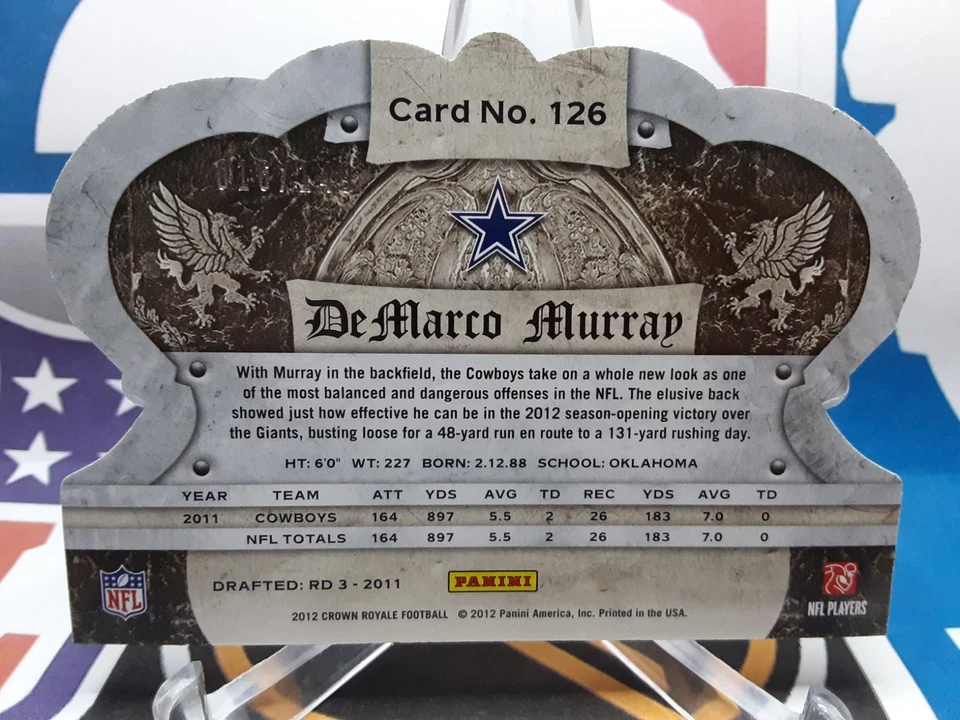 Card No. 126
DeMarco Murray
With Murray in the backfield, the Cowboys take on a whole new look as one
of the most balanced and dangerous offenses in the NFL. The elusive back
showed just how effective he can be in the 2012 season-opening victory over
the Giants, busting loose for a 48-yard run en route to a 131-yard rushing day.
HT: 6'0" WT: 227 BORN: 2.12.88 SCHOOL: OKLAHOMA
YEAR TEAM ATT YDS AVG TD REC YDS AVG TD
2011 COWBOYS 164 897 5.5 2 26 183 7.0 0
NFL TOTALS 164 897 5.5 2 26 183 7.0 0
DRAFTED: RD 3 - 2011
PANINI
NFL
NFL PLAYERS
2012 CROWN ROYALE FOOTBALL © 2012 Panini America, Inc. Printed in the USA.